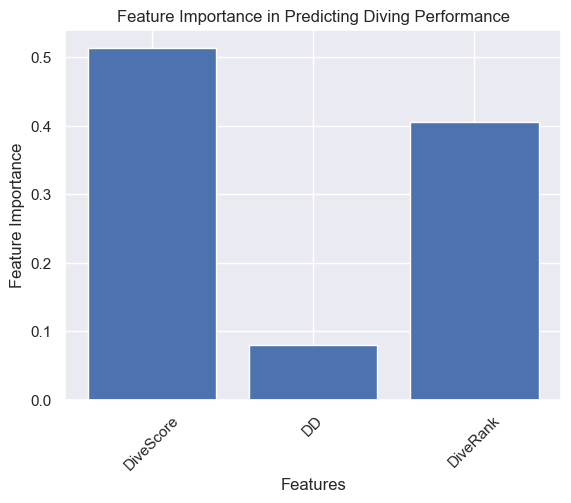 Feature Importance in Predicting Diving Performance
Feature Importance
0.5
0.4
0.3
0.2
0.1
0.0
DiveScore
DD
DiveRank
Features